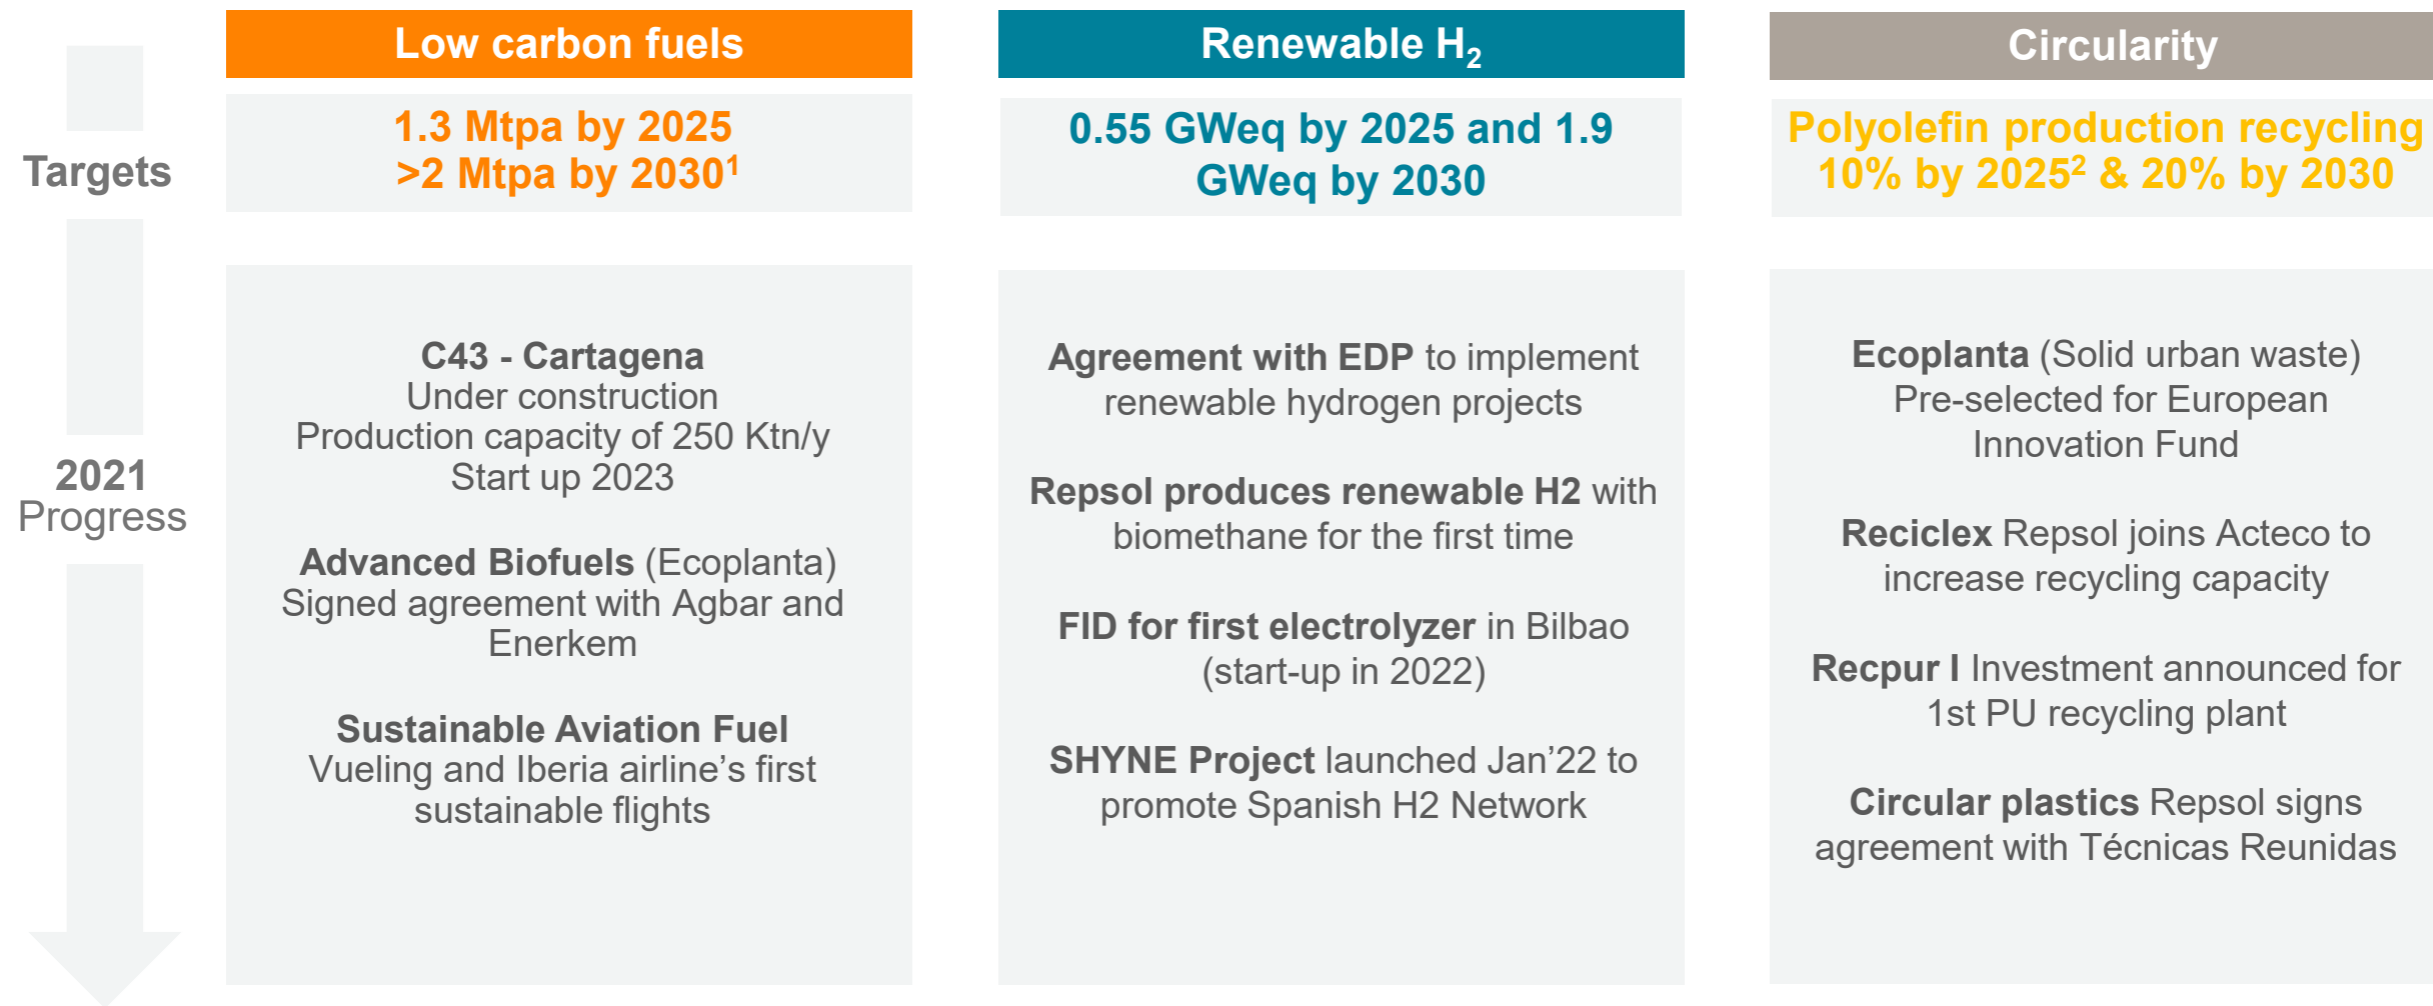 Low carbon fuels
Renewable H₂
Circularity
Targets
1.3 Mtpa by 2025
>2 Mtpa by 2030¹
0.55 GWeq by 2025 and 1.9
GWeq by 2030
Polyolefin production recycling
10% by 2025² & 20% by 2030
2021
Progress
C43 - Cartagena
Under construction
Production capacity of 250 Ktn/y
Start up 2023
Advanced Biofuels (Ecoplanta)
Signed agreement with Agbar and
Enerkem
Sustainable Aviation Fuel
Vueling and Iberia airline’s first
sustainable flights
Agreement with EDP to implement
renewable hydrogen projects
Repsol produces renewable H2 with
biomethane for the first time
FID for first electrolyzer in Bilbao
(start-up in 2022)
SHYNE Project launched Jan’22 to
promote Spanish H2 Network
Ecoplanta (Solid urban waste)
Pre-selected for European
Innovation Fund
Reciclex Repsol joins Acteco to
increase recycling capacity
Recpur I Investment announced for
1st PU recycling plant
Circular plastics Repsol signs
agreement with Técnicas Reunidas